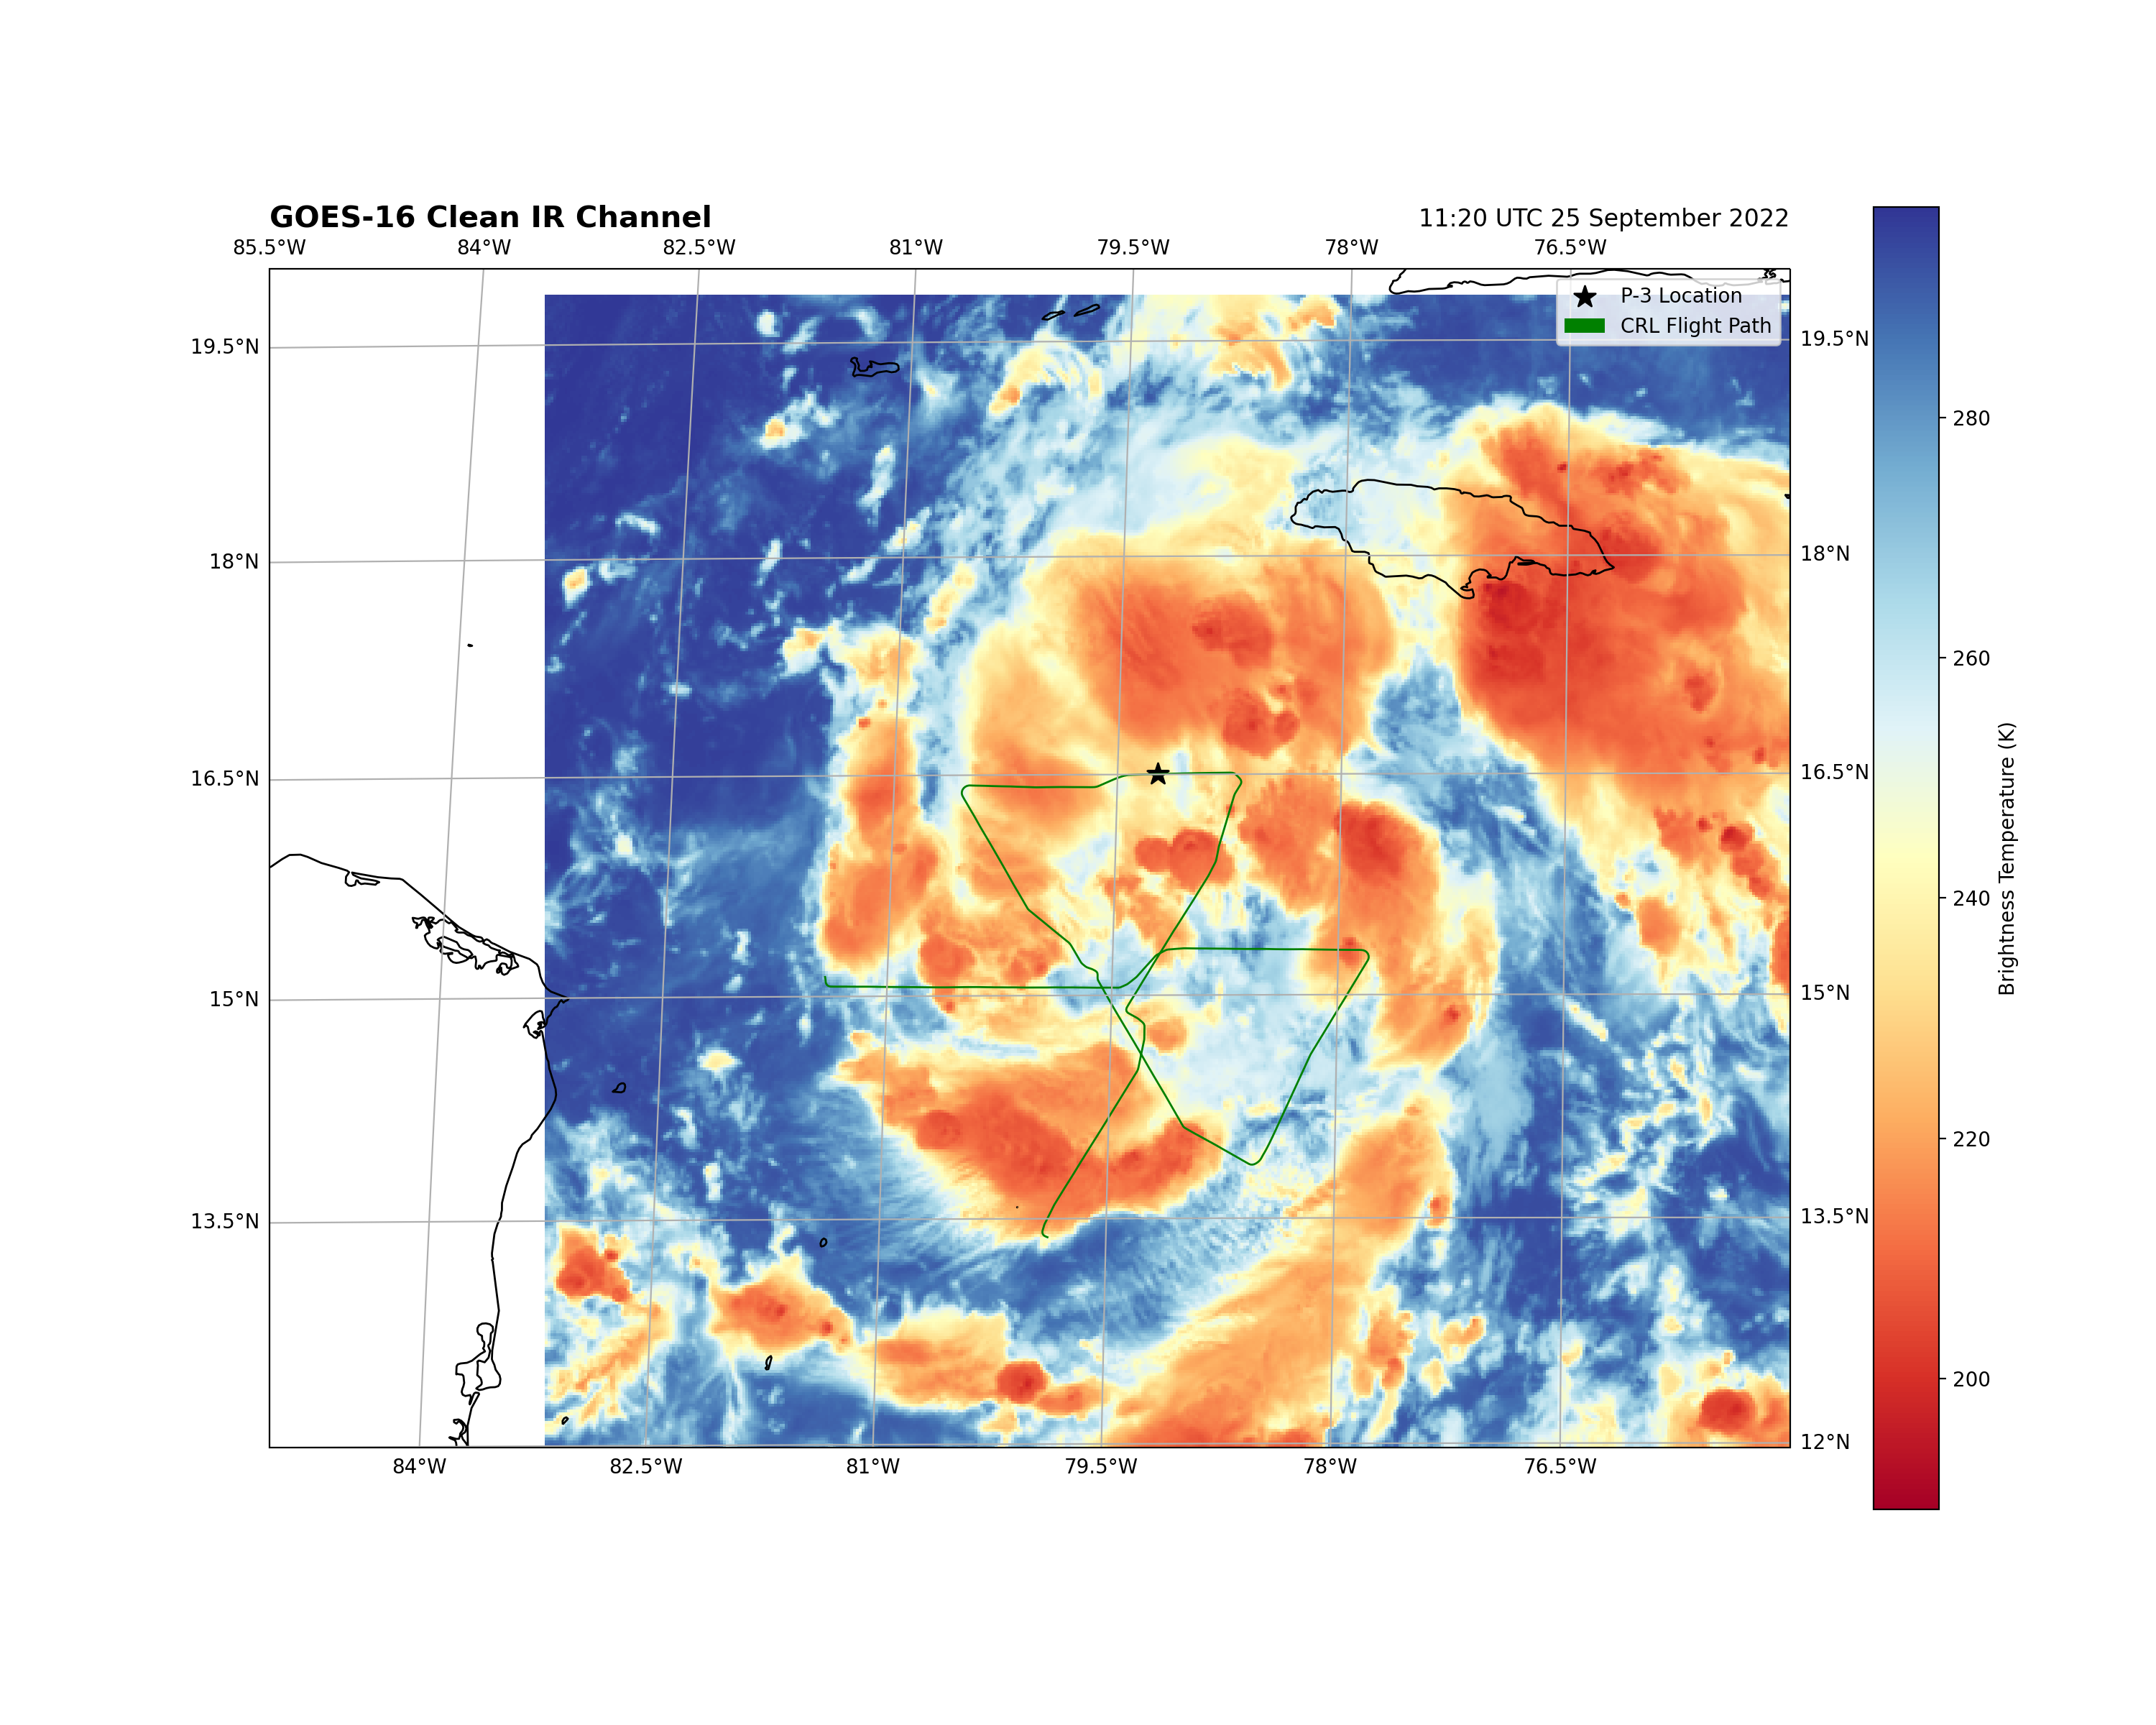 GOES-16 Clean IR Channel
11:20 UTC 25 September 2022
85.5°W 84°W 82.5°W 81°W 79.5°W 78°W 76.5°W
P-3 Location
CRL Flight Path
19.5°N 19.5°N
280
260
18°N 18°N
16.5°N 16.5°N
Brightness Temperature (K)
240
15°N 15°N
220
13.5°N 13.5°N
200
12°N
84°W 82.5°W 81°W 79.5°W 78°W 76.5°W